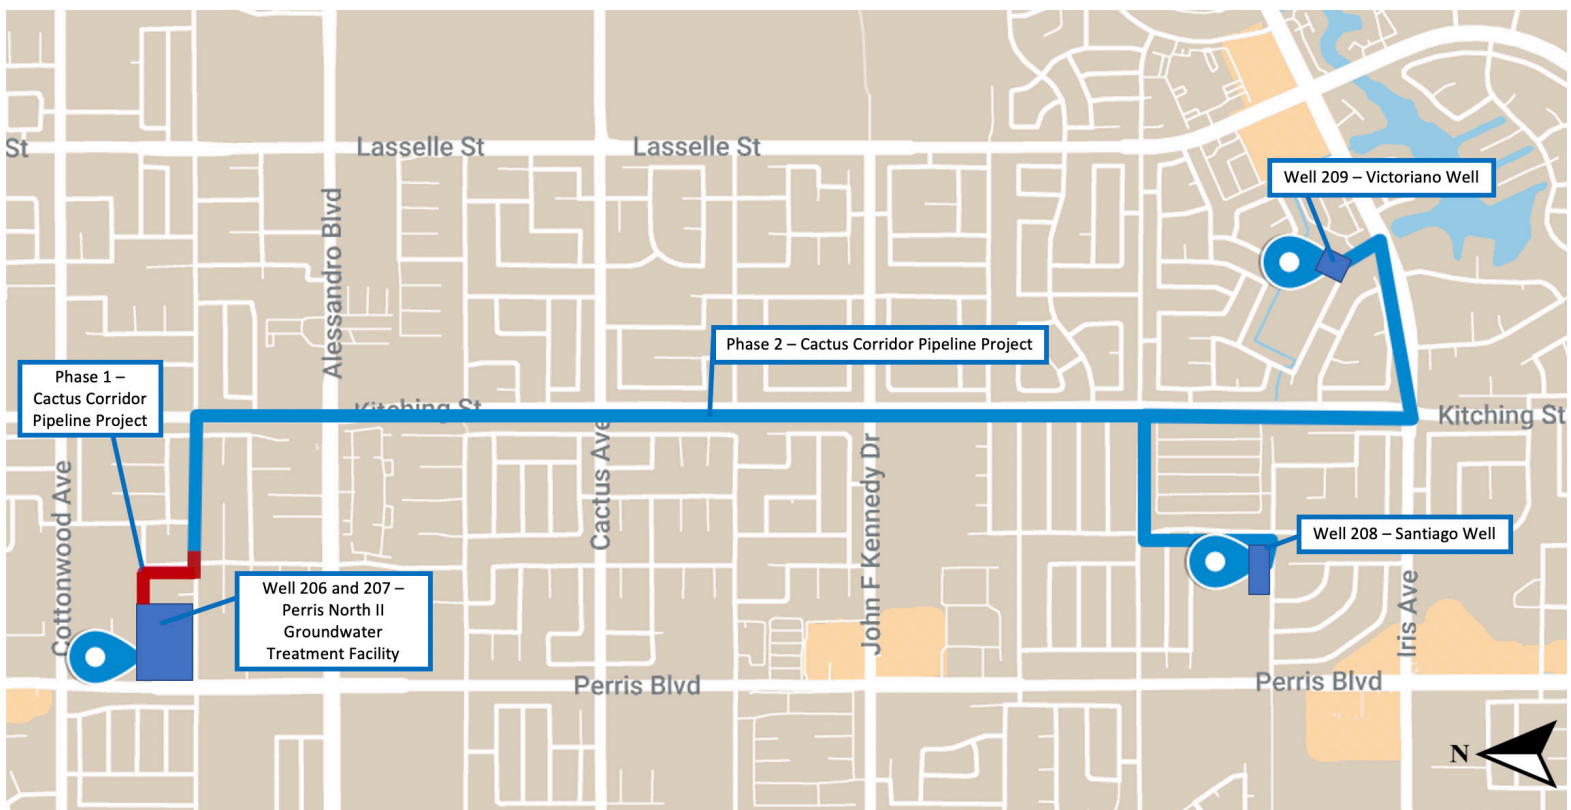 St
Lasselle St
Lasselle St
Well 209 – Victoriano Well
Alessandro Blvd
Phase 2 – Cactus Corridor Pipeline Project
Phase 1 –
Cactus Corridor
Pipeline Project
Kitching St
Kitching St
Cottonwood Ave
Cactus Ave
John F Kennedy Dr
Well 208 – Santiago Well
Iris Ave
Well 206 and 207 –
Perris North II
Groundwater
Treatment Facility
Perris Blvd
Perris Blvd
N